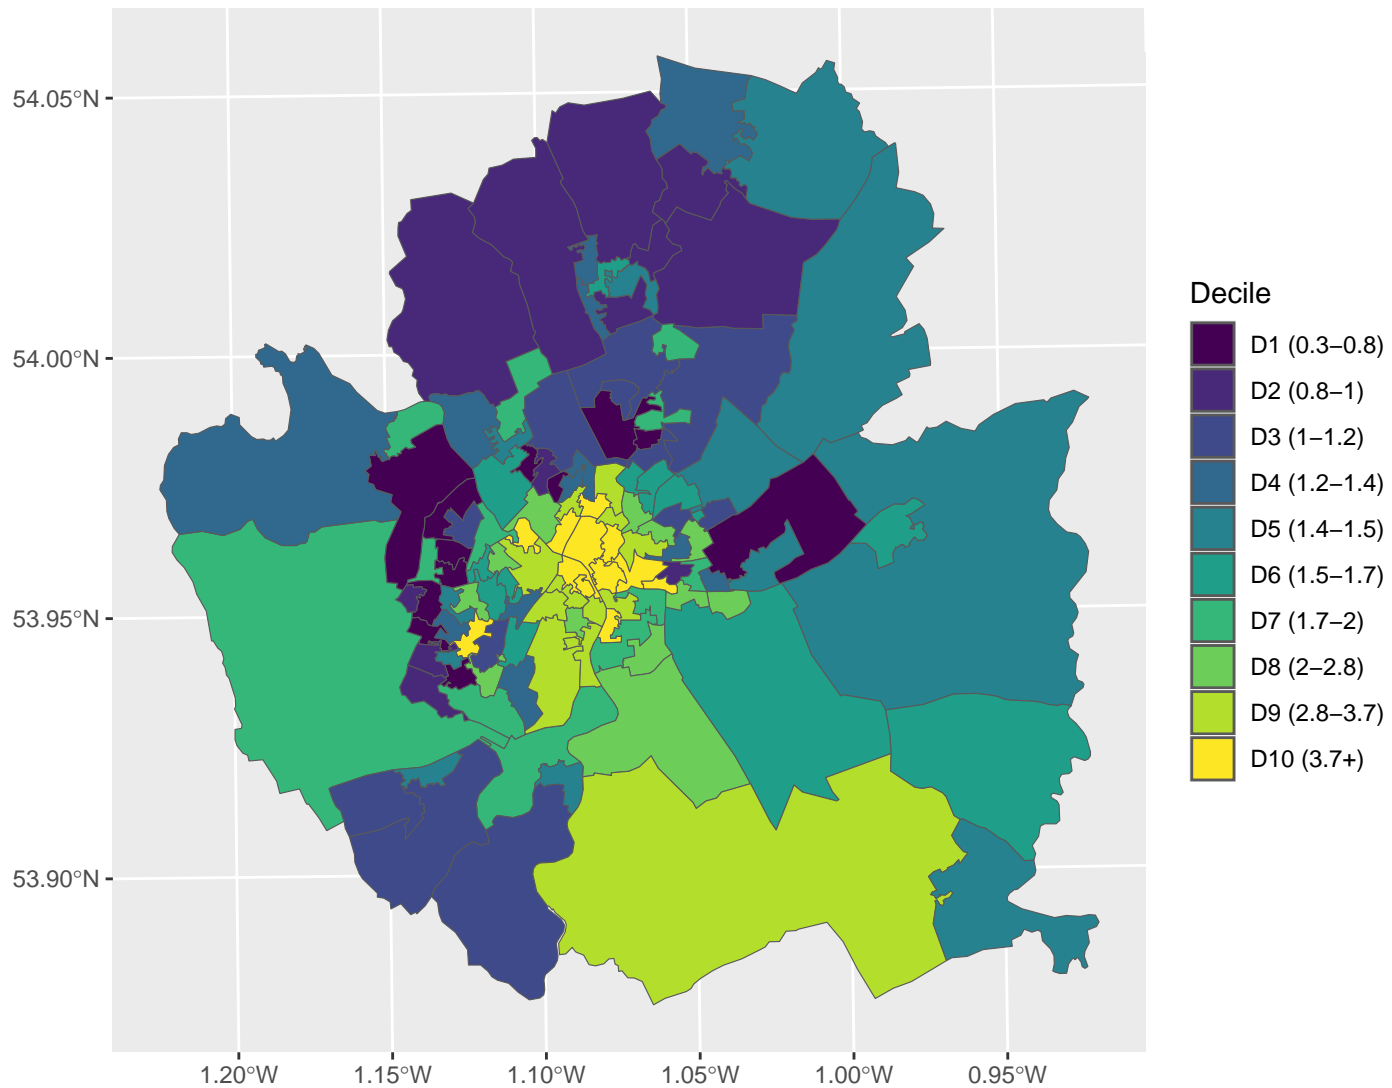 54.05°N
54.00°N
53.95°N
53.90°N
1.20°W
1.15°W
1.10°W
1.05°W
1.00°W
0.95°W
Decile
D1 (0.3–0.8)
D2 (0.8–1)
D3 (1–1.2)
D4 (1.2–1.4)
D5 (1.4–1.5)
D6 (1.5–1.7)
D7 (1.7–2)
D8 (2–2.8)
D9 (2.8–3.7)
D10 (3.7+)